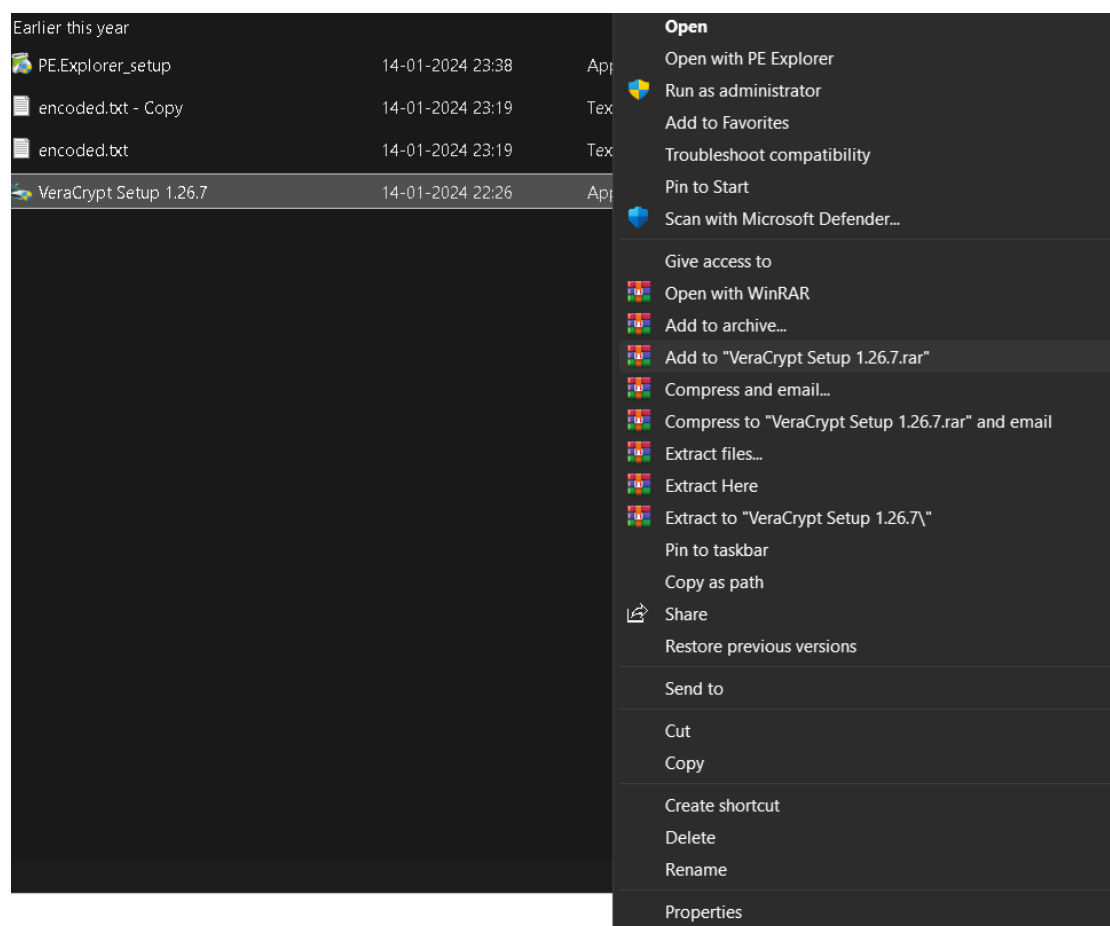 Earlier this year
PE.Explorer_setup 14-01-2024 23:38 App
encoded.txt - Copy 14-01-2024 23:19 Tex
encoded.txt 14-01-2024 23:19 Tex
VeraCrypt Setup 1.26.7 14-01-2024 22:26 App
Open
Open with PE Explorer
Run as administrator
Add to Favorites
Troubleshoot compatibility
Pin to Start
Scan with Microsoft Defender...
Give access to
Open with WinRAR
Add to archive...
Add to "VeraCrypt Setup 1.26.7.rar"
Compress and email...
Compress to "VeraCrypt Setup 1.26.7.rar" and email
Extract files...
Extract Here
Extract to "VeraCrypt Setup 1.26.7\"
Pin to taskbar
Copy as path
Share
Restore previous versions
Send to
Cut
Copy
Create shortcut
Delete
Rename
Properties